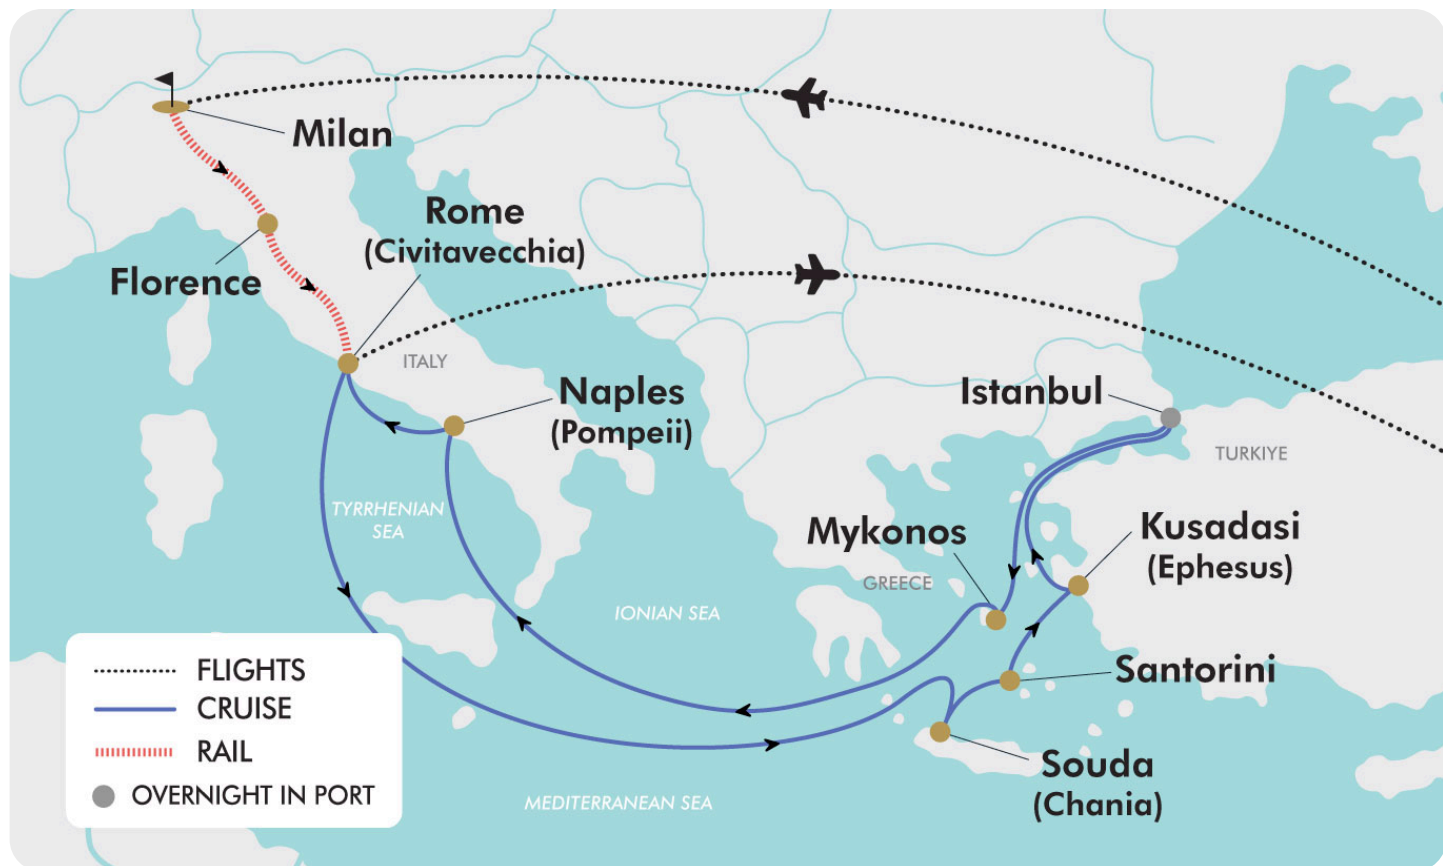 Milan
Rome
(Civitavecchia)
Florence
ITALY
Naples
(Pompeii)
Istanbul
TURKIYE
TYRRHENIAN
SEA
Mykonos
Kusadasi
(Ephesus)
GREECE
IONIAN SEA
Santorini
Souda
(Chania)
MEDITERRANEAN SEA
FLIGHTS
CRUISE
RAIL
OVERNIGHT IN PORT